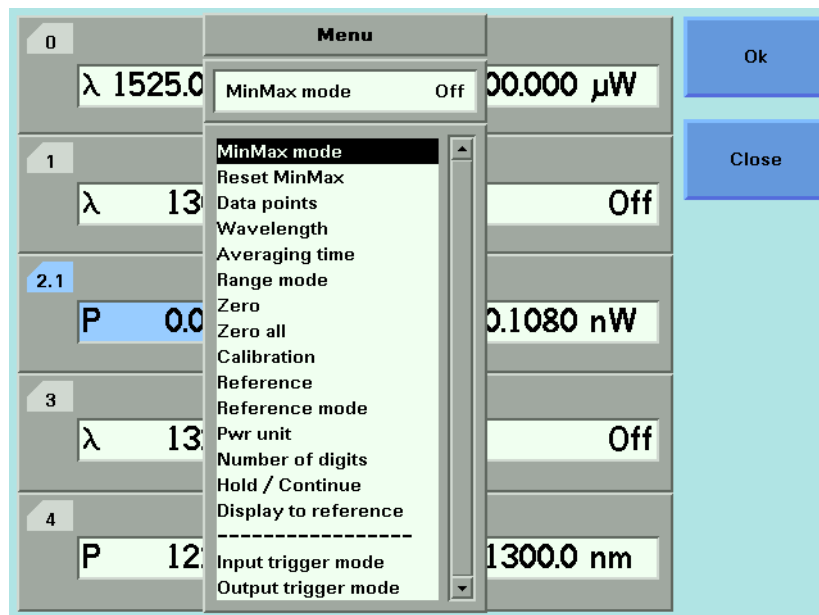 Menu
MinMax mode Off
MinMax mode
Reset MinMax
Data points
Wavelength
Averaging time
Range mode
Zero
Zero all
Calibration
Reference
Reference mode
Pwr unit
Number of digits
Hold / Continue
Display to reference
-----------------
Input trigger mode
Output trigger mode
0
λ 1525.0 00.000 µW
1
λ 130 Off
2.1
P 0.0 0.1080 nW
3
λ Off
4
P 12 1300.0 nm
Ok
Close